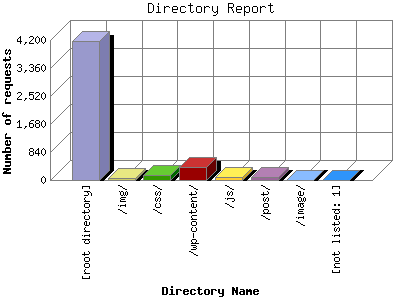 Directory Report
Number of requests
4,200
3,360
2,520
1,680
840
0
[root directory]
/img/
/css/
/wp-content/
/js/
/post/
/image/
[not listed: 1]
Directory Name